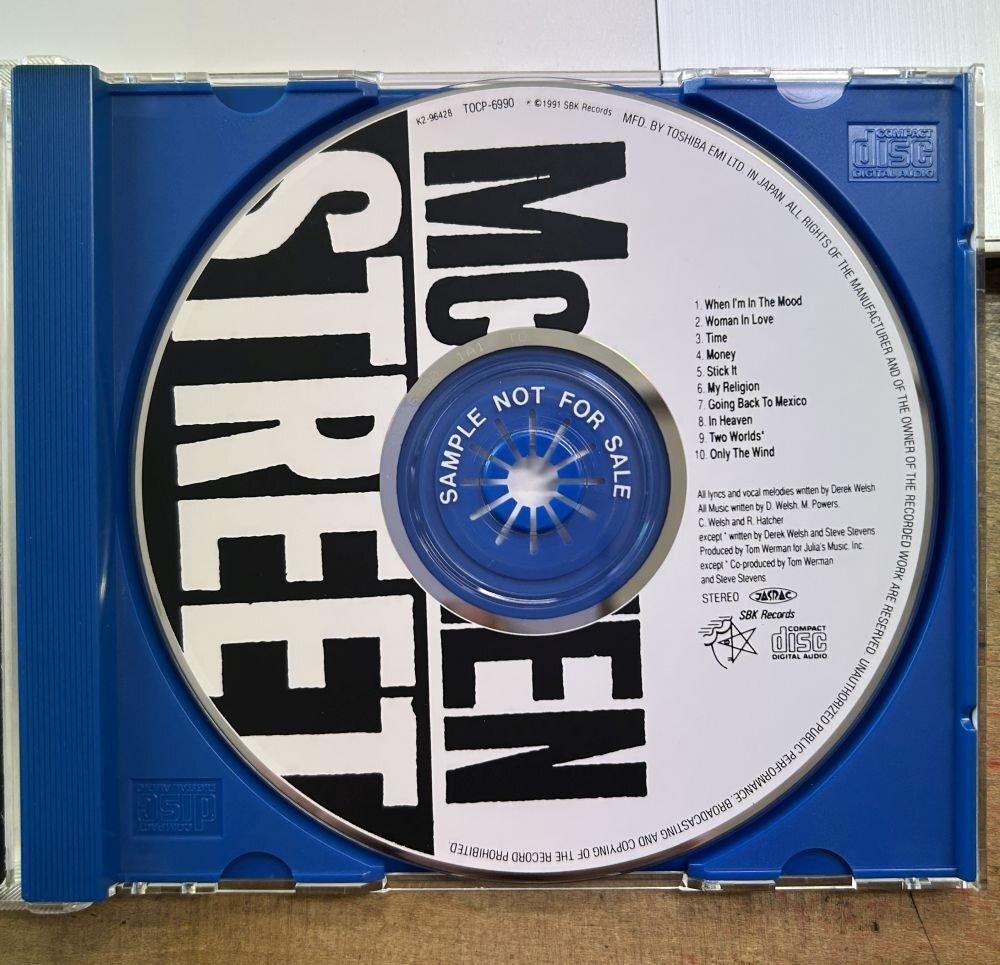 K2-96428 TOCP-6990 ℗ ©1991 SBK Records MFD. BY TOSHIBA EMI LTD. IN JAPAN. ALL RIGHTS OF THE MANUFACTURER AND OF THE OWNER OF THE RECORDED WORK ARE RESERVED. UNAUTHORIZED PUBLIC PERFORMANCE, BROADCASTING AND COPYING OF THE RECORD PROHIBITED.
MC EEN
STREET
SAMPLE NOT FOR SALE
1. When I'm In The Mood
2. Woman In Love
3. Time
4. Money
5. Stick It
6. My Religion
7. Going Back To Mexico
8. In Heaven
9. Two Worlds*
10. Only The Wind
All lyrics and vocal melodies written by Derek Welsh
All Music written by D. Welsh, M. Powers,
C. Welsh and R. Hatcher
except * written by Derek Welsh and Steve Stevens
Produced by Tom Werman for Julia's Music, Inc.
except * Co-produced by Tom Werman
and Steve Stevens
STEREO JASRAC
SBK Records
COMPACT
disc
DIGITAL AUDIO
COMPACT
disc
DIGITAL AUDIO
COMPACT
disc
DIGITAL AUDIO